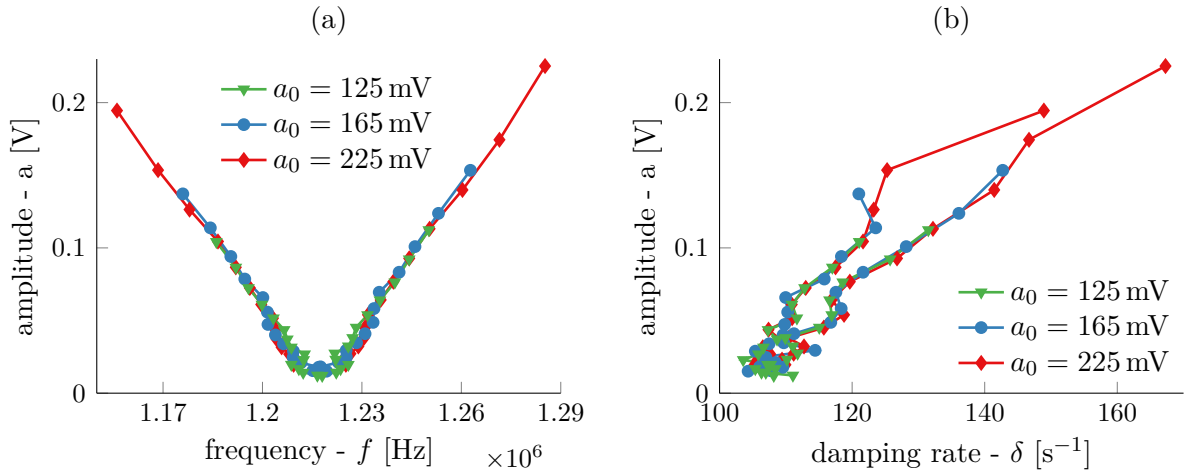 (a)
amplitude - a [V]
0.2
0.1
0
a₀ = 125 mV
a₀ = 165 mV
a₀ = 225 mV
1.17 1.2 1.23 1.26 1.29
frequency - f [Hz] ×10⁶
(b)
amplitude - a [V]
0.2
0.1
0
a₀ = 125 mV
a₀ = 165 mV
a₀ = 225 mV
100 120 140 160
damping rate - δ [s⁻¹]